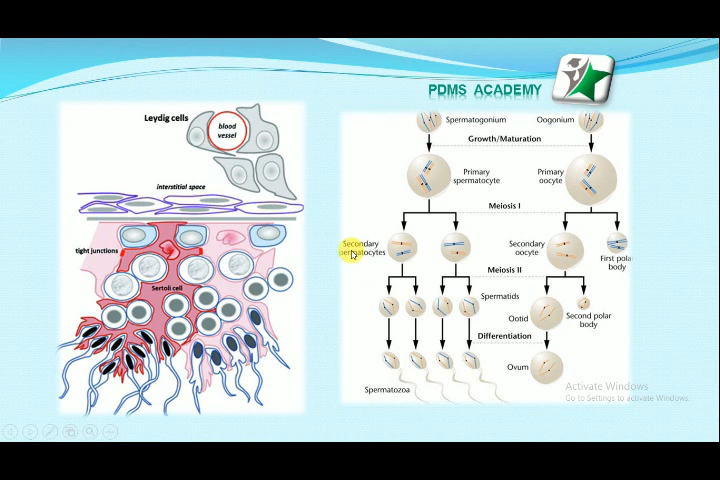 PDMS ACADEMY
Leydig cells
blood
vessel
interstitial space
tight junctions
Sertoli cell
Spermatogonium
Oogonium
Growth/Maturation
Primary
spermatocyte
Primary
oocyte
Meiosis I
Secondary
spermatocytes
Secondary
oocyte
First polar
body
Meiosis II
Spermatids
Ootid
Second polar
body
Differentiation
Ovum
Spermatozoa
Activate Windows
Go to Settings to activate Windows.